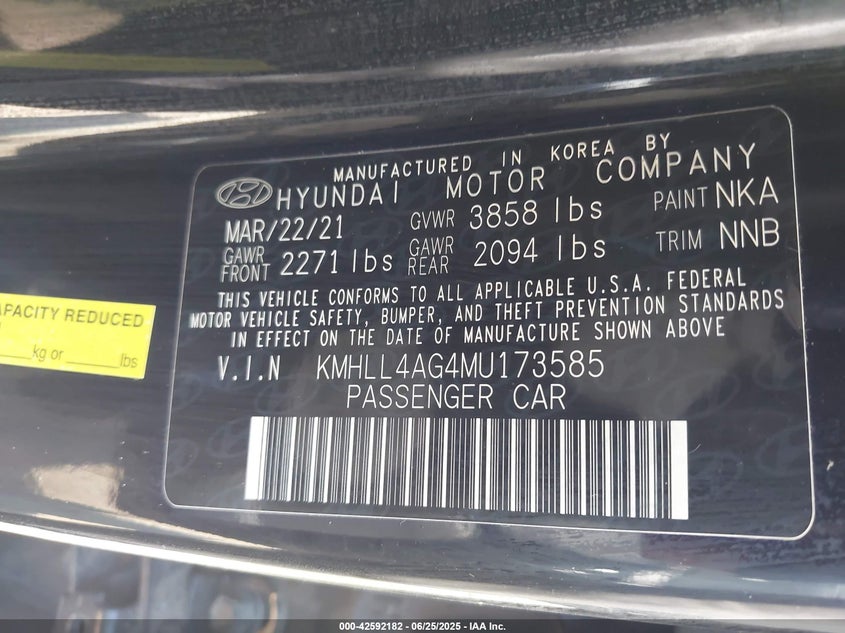 MANUFACTURED IN KOREA BY
HYUNDAI MOTOR COMPANY
MAR/22/21 GVWR 3858 lbs PAINT NKA
GAWR FRONT 2271 lbs GAWR REAR 2094 lbs TRIM NNB
THIS VEHICLE CONFORMS TO ALL APPLICABLE U.S.A. FEDERAL
MOTOR VEHICLE SAFETY, BUMPER, AND THEFT PREVENTION STANDARDS
IN EFFECT ON THE DATE OF MANUFACTURE SHOWN ABOVE
V.I.N KMHLL4AG4MU173585
PASSENGER CAR
CAPACITY REDUCED
kg or lbs
000-42592182 - 06/25/2025 - IAA Inc.